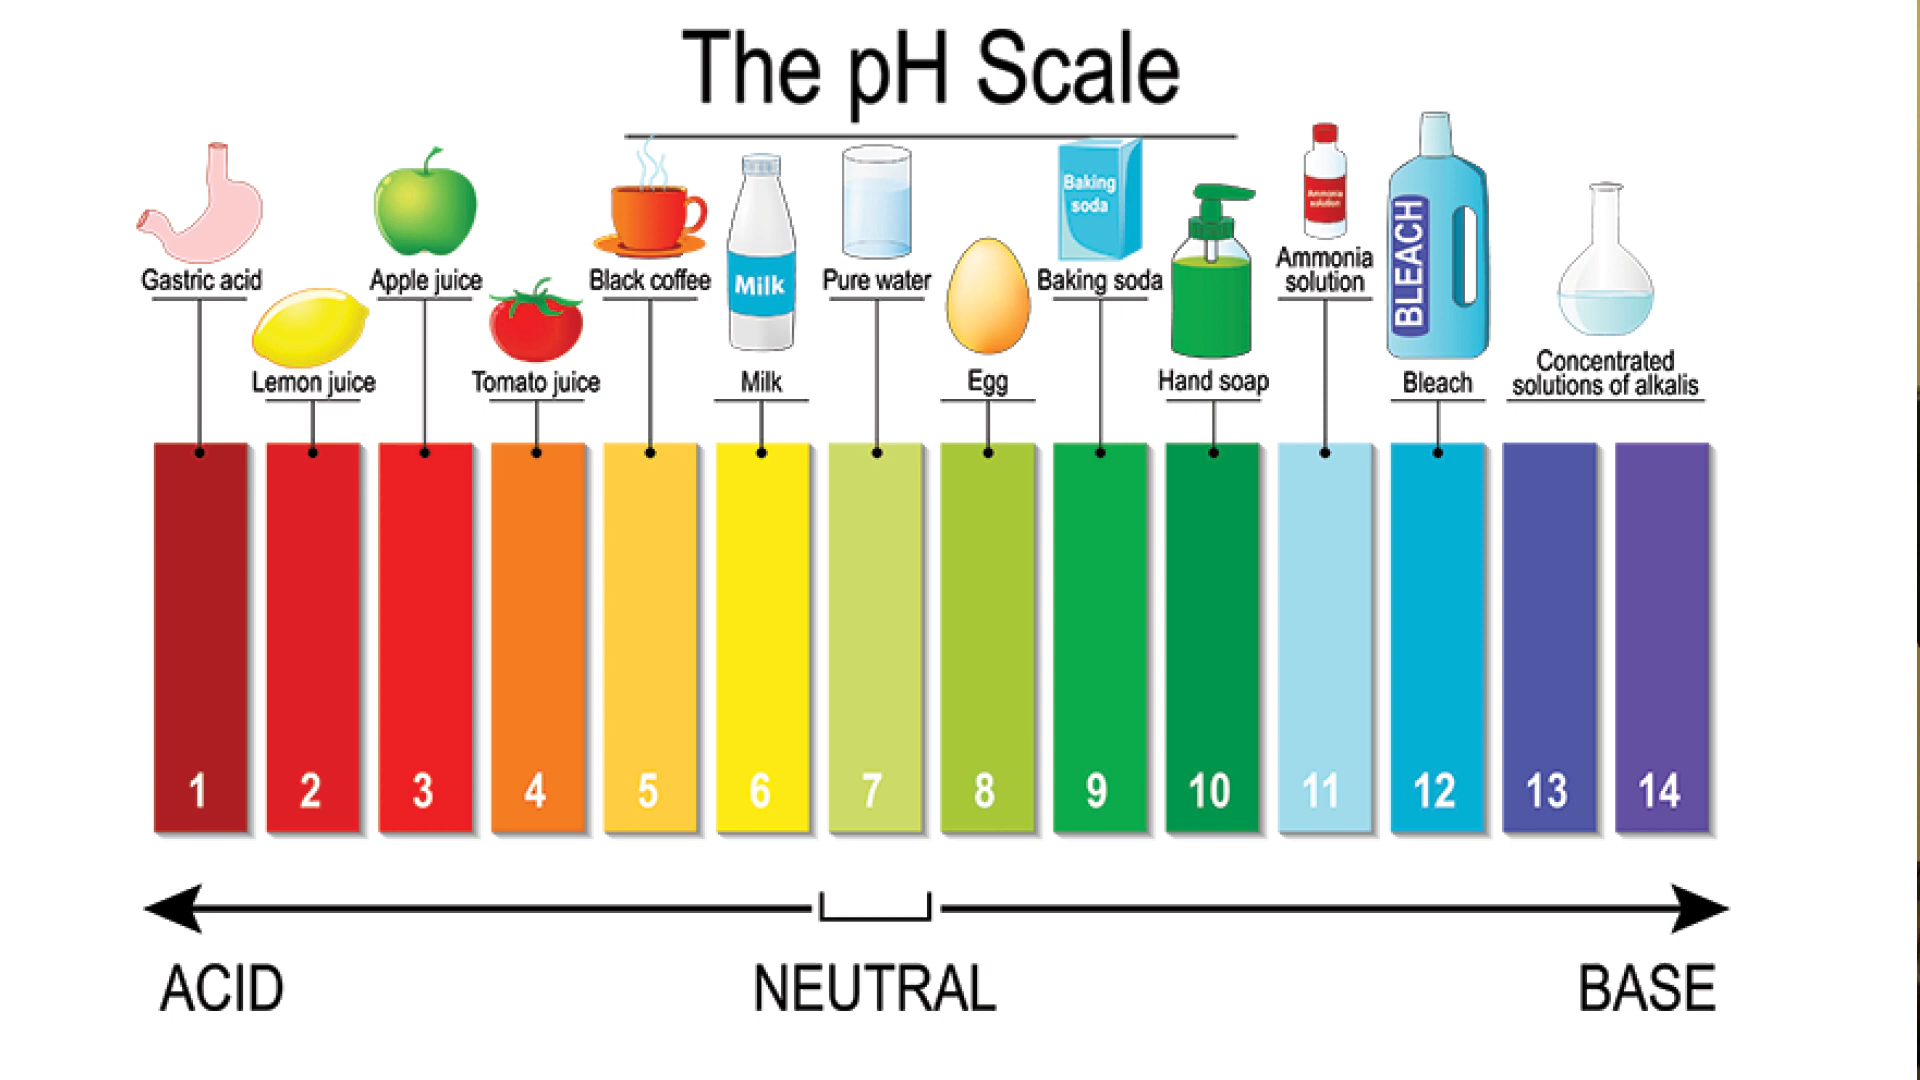 The pH Scale
Gastric acid
Lemon juice
Apple juice
Tomato juice
Black coffee
Milk
Milk
Pure water
Egg
Baking
soda
Baking soda
Hand soap
Ammonia
solution
Ammonia
solution
BLEACH
Bleach
Concentrated
solutions of alkalis
1 2 3 4 5 6 7 8 9 10 11 12 13 14
ACID NEUTRAL BASE